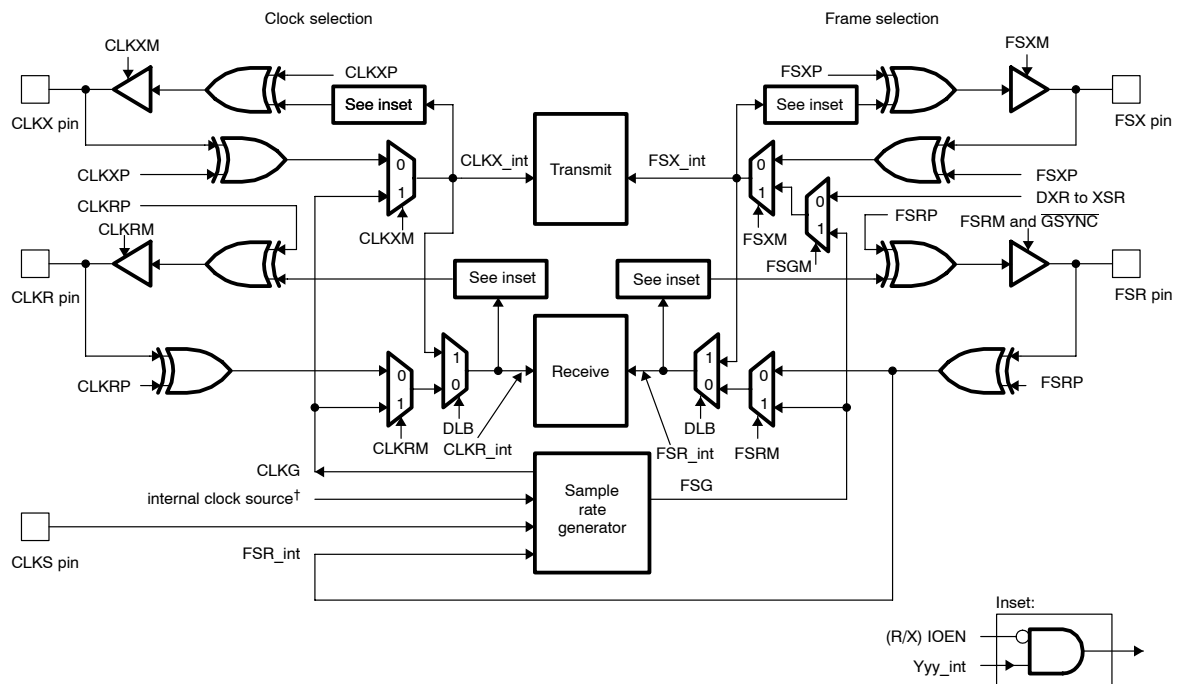 Clock selection
Frame selection
CLKXM
CLKXP
See inset
CLKX pin
CLKXP
CLKX_int
0
1
CLKXM
Transmit
FSX_int
FSXP
See inset
FSXM
FSX pin
0
1
FSXM
FSXP
0
1
DXR to XSR
FSGM
CLKRP
CLKRM
CLKR pin
See inset
See inset
FSRP
FSRM and GSYNC
FSR pin
CLKRP
0
1
CLKRM
1
0
DLB
CLKR_int
Receive
1
0
DLB
FSR_int
0
1
FSRM
FSRP
CLKG
internal clock source†
CLKS pin
FSR_int
Sample
rate
generator
FSG
Inset:
(R/X) IOEN
Yyy_int